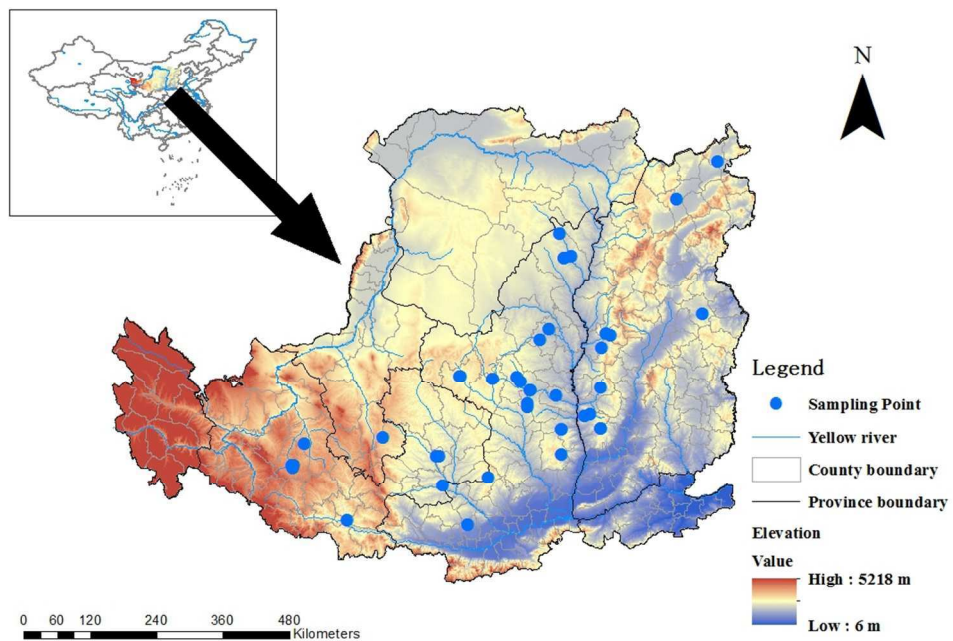 N
Legend
Sampling Point
Yellow river
County boundary
Province boundary
Elevation
Value
High : 5218 m
Low : 6 m
0 60 120 240 360 480
Kilometers